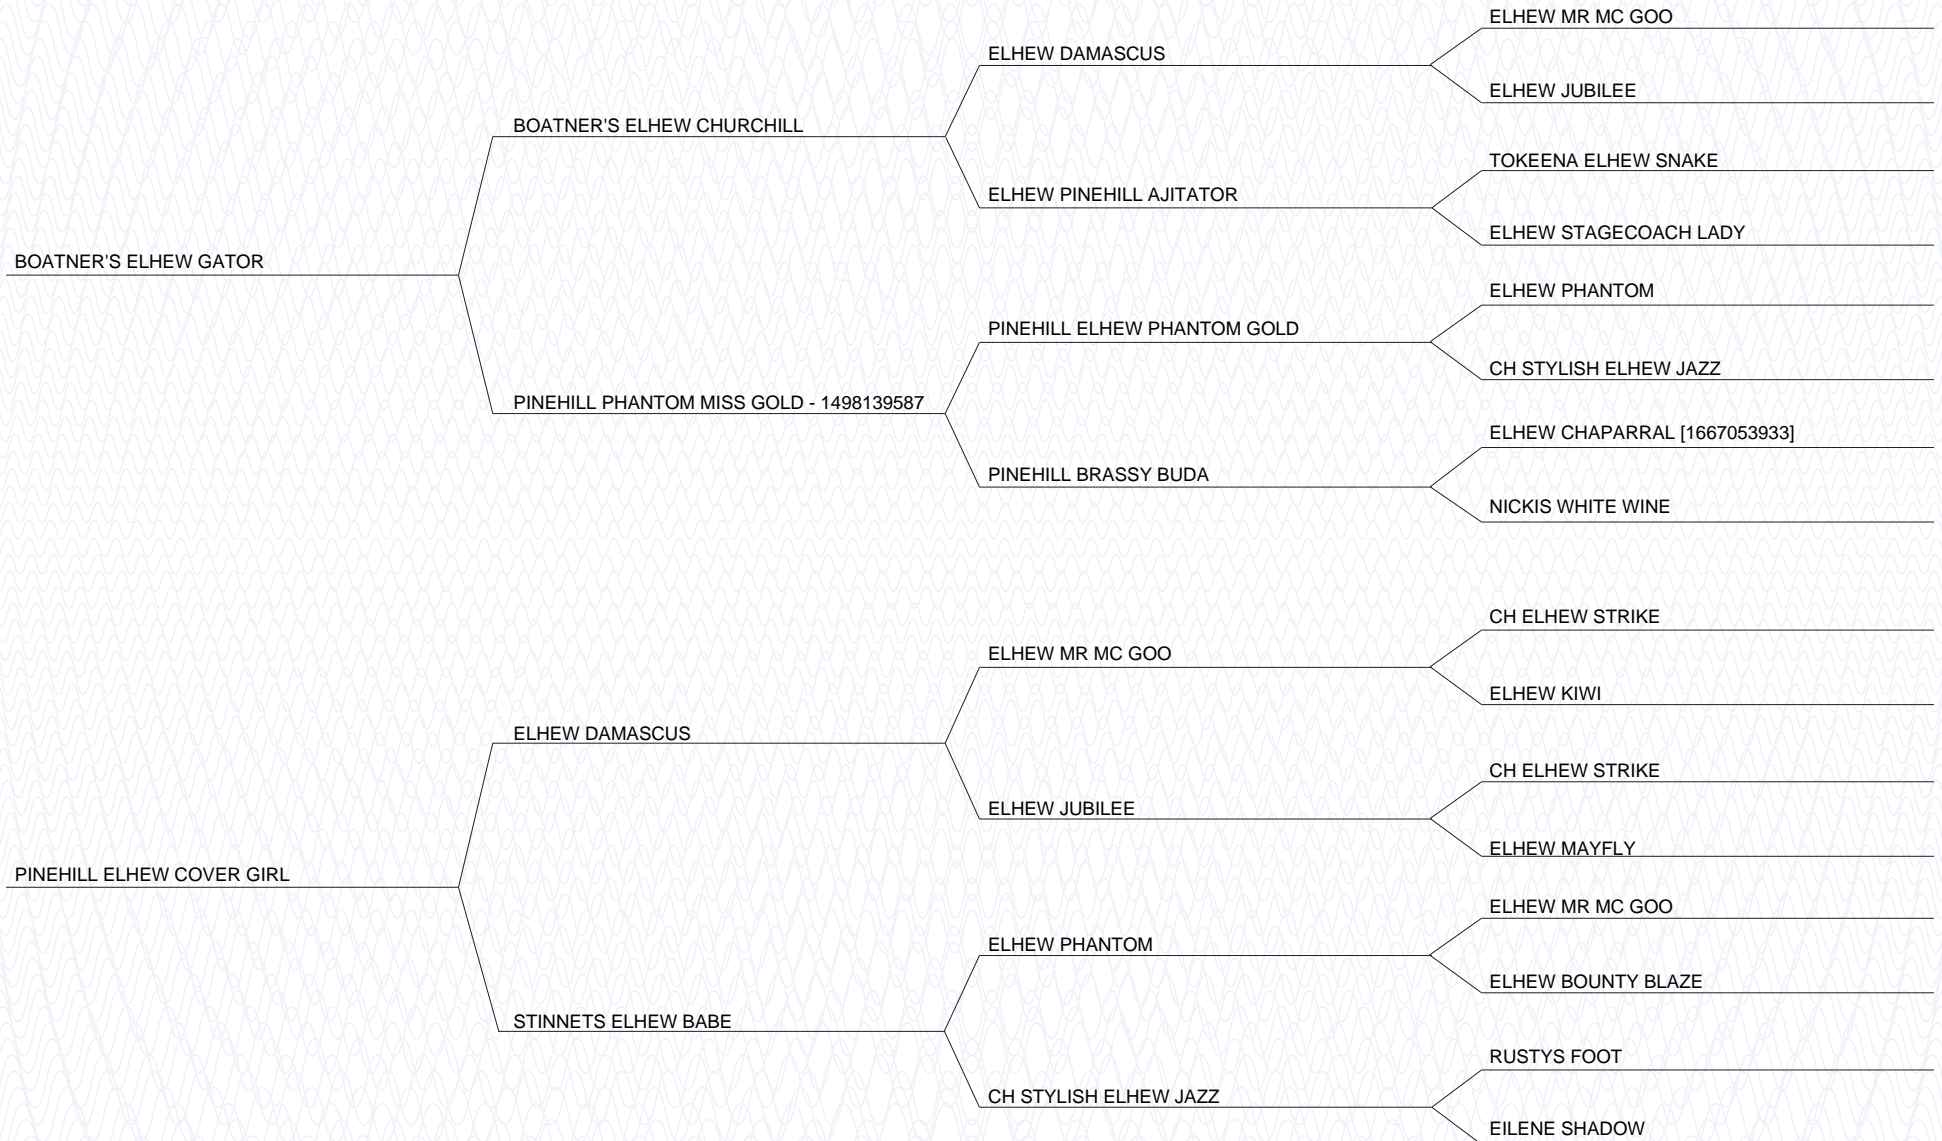 ELHEW MR MC GOO
ELHEW DAMASCUS
ELHEW JUBILEE
BOATNER'S ELHEW CHURCHILL
TOKEENA ELHEW SNAKE
ELHEW PINEHILL AJITATOR
ELHEW STAGECOACH LADY
BOATNER'S ELHEW GATOR
ELHEW PHANTOM
PINEHILL ELHEW PHANTOM GOLD
CH STYLISH ELHEW JAZZ
PINEHILL PHANTOM MISS GOLD - 1498139587
ELHEW CHAPARRAL [1667053933]
PINEHILL BRASSY BUDA
NICKIS WHITE WINE
CH ELHEW STRIKE
ELHEW MR MC GOO
ELHEW KIWI
ELHEW DAMASCUS
CH ELHEW STRIKE
ELHEW JUBILEE
ELHEW MAYFLY
PINEHILL ELHEW COVER GIRL
ELHEW MR MC GOO
ELHEW PHANTOM
ELHEW BOUNTY BLAZE
STINNETS ELHEW BABE
RUSTYS FOOT
CH STYLISH ELHEW JAZZ
EILENE SHADOW